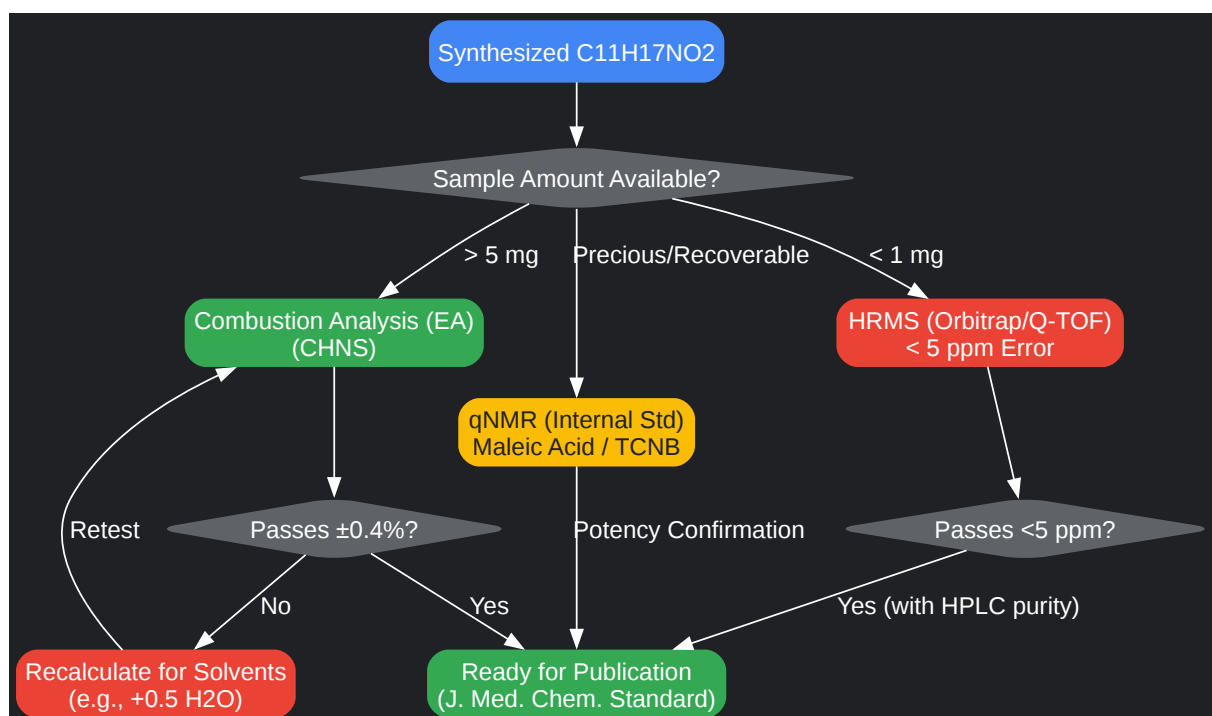 Synthesized C11H17NO2
Sample Amount Available?
> 5 mg
Precious/Recoverable
< 1 mg
Combustion Analysis (EA)
(CHNS)
HRMS (Orbitrap/Q-TOF)
< 5 ppm Error
qNMR (Internal Std)
Maleic Acid / TCNB
Retest
Passes ±0.4%?
Potency Confirmation
Passes <5 ppm?
No
Yes
Yes (with HPLC purity)
Recalculate for Solvents
(e.g., +0.5 H2O)
Ready for Publication
(J. Med. Chem. Standard)